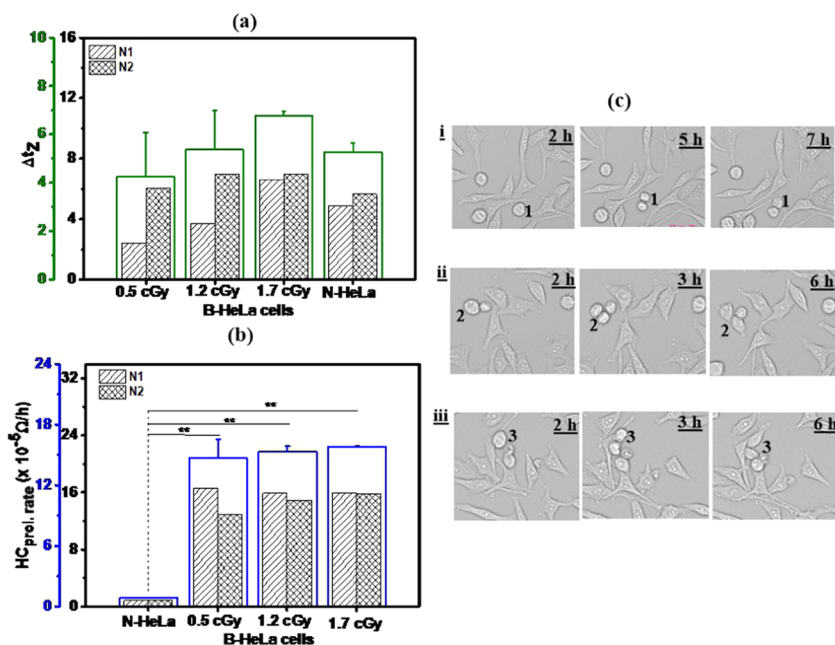 (a)
10
8
6
4
2
0
16
12
8
4
0
Δtz
N1
N2
0.5 cGy 1.2 cGy 1.7 cGy N-HeLa
B-HeLa cells
(b)
24
18
12
6
0
32
24
16
8
0
HCprol. rate (x 10-5Ω/h)
N1
N2
**
**
**
N-HeLa 0.5 cGy 1.2 cGy 1.7 cGy
B-HeLa cells
(c)
i
2 h 5 h 7 h
1 1 1
ii
2 h 3 h 6 h
2 2 2
iii
2 h 3 h 6 h
3 3 3